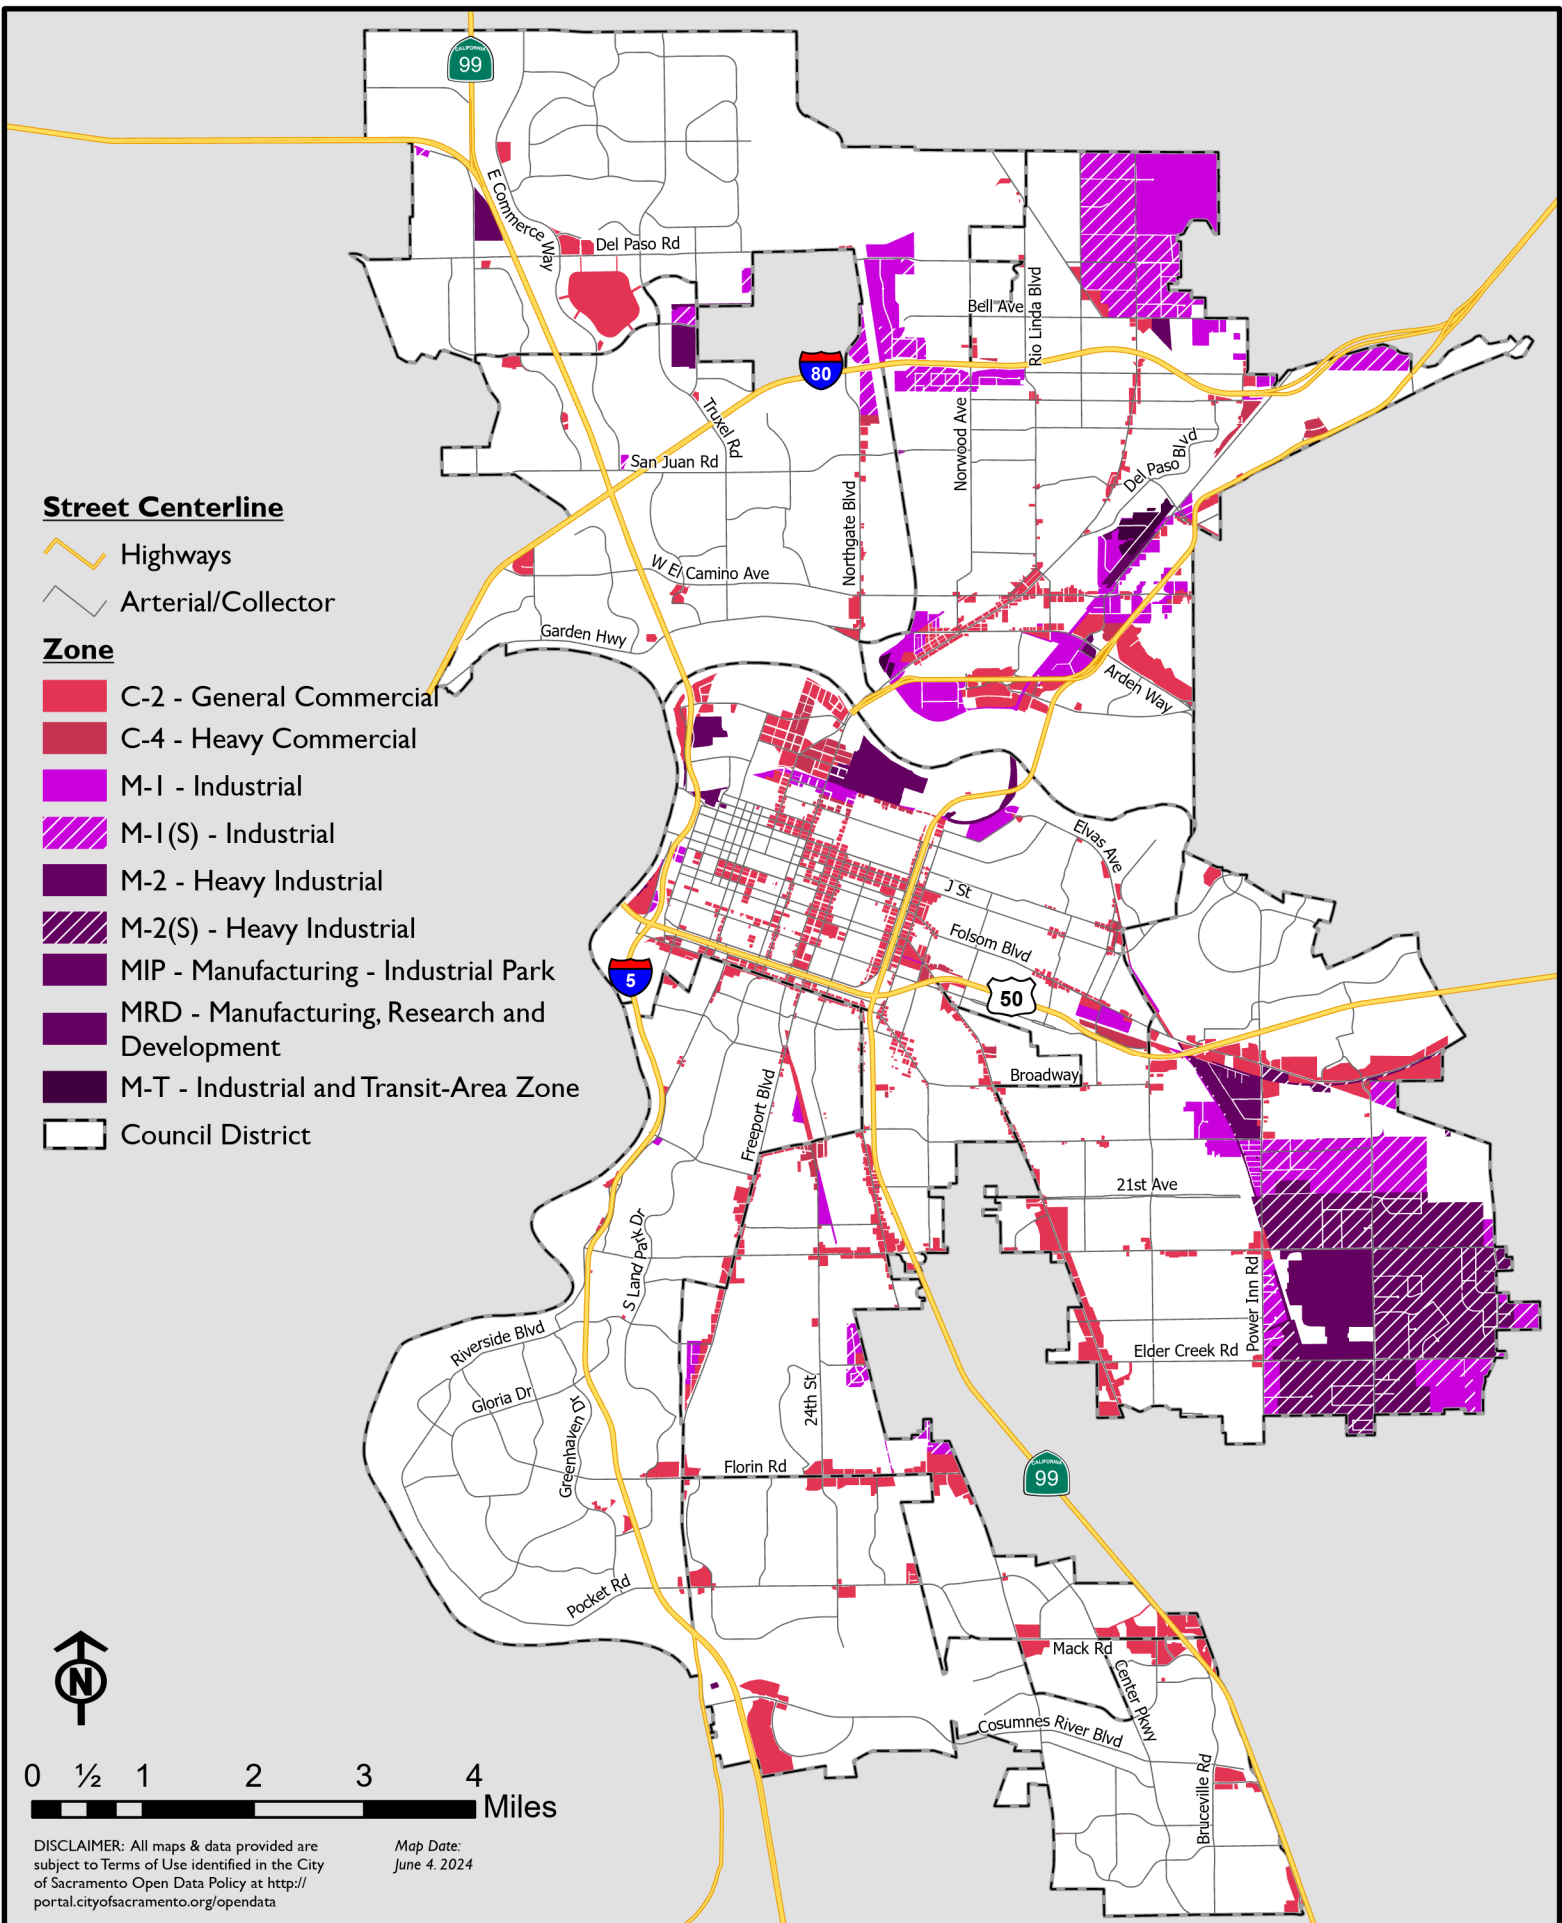 CALIFORNIA
99
E Commerce Way
Del Paso Rd
Bell Ave
Rio Linda Blvd
80
Truxel Rd
Norwood Ave
San Juan Rd
Del Paso Blvd
Northgate Blvd
W El Camino Ave
Garden Hwy
Arden Way
Street Centerline
Highways
Arterial/Collector
Zone
C-2 - General Commercial
C-4 - Heavy Commercial
M-1 - Industrial
M-1(S) - Industrial
M-2 - Heavy Industrial
M-2(S) - Heavy Industrial
MIP - Manufacturing - Industrial Park
MRD - Manufacturing, Research and
Development
M-T - Industrial and Transit-Area Zone
Council District
Elvas Ave
J St
Folsom Blvd
5
50
Broadway
Freeport Blvd
21st Ave
S Land Park Dr
Power Inn Rd
Riverside Blvd
Elder Creek Rd
Gloria Dr
24th St
Greenhaven Dr
Florin Rd
CALIFORNIA
99
Pocket Rd
Mack Rd
Center Pkwy
Cosumnes River Blvd
Bruceville Rd
N
0 ½ 1 2 3 4
Miles
DISCLAIMER: All maps & data provided are
subject to Terms of Use identified in the City
of Sacramento Open Data Policy at http://
portal.cityofsacramento.org/opendata
Map Date:
June 4. 2024